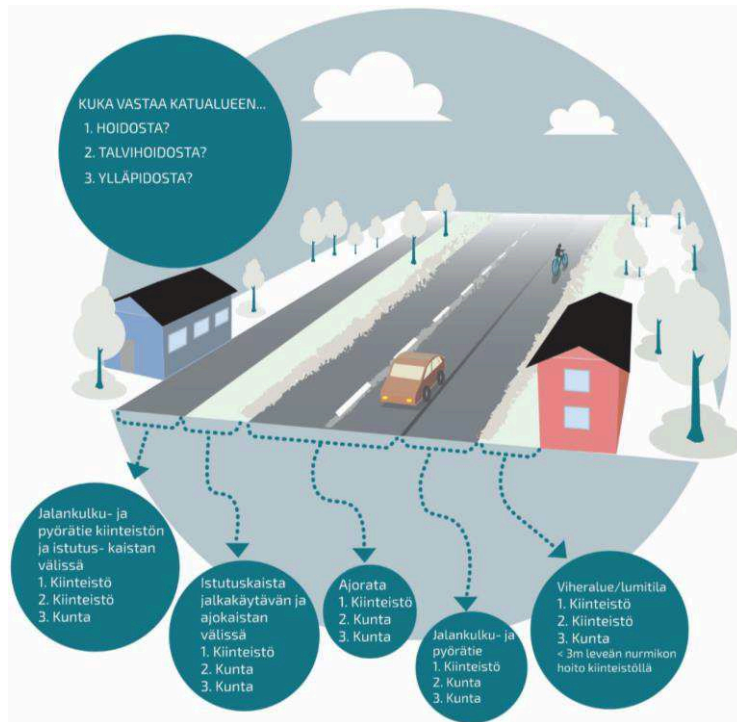 KUKA VASTAA KATUALUEEN...
1. HOIDOSTA?
2. TALVIHOIDOSTA?
3. YLLÄPIDOSTA?
Jalankulku- ja
pyörätie kiinteistön
ja istutus- kaistan
välissä
1. Kiinteistö
2. Kiinteistö
3. Kunta
Istutuskaista
jalkakäytävän ja
ajokaistan
välissä
1. Kiinteistö
2. Kunta
3. Kunta
Ajorata
1. Kiinteistö
2. Kunta
3. Kunta
Jalankulku- ja
pyörätie
1. Kiinteistö
2. Kunta
3. Kunta
Viheralue/lumitila
1. Kiinteistö
2. Kiinteistö
3. Kunta
< 3m leveän nurmikon
hoito kiinteistöllä